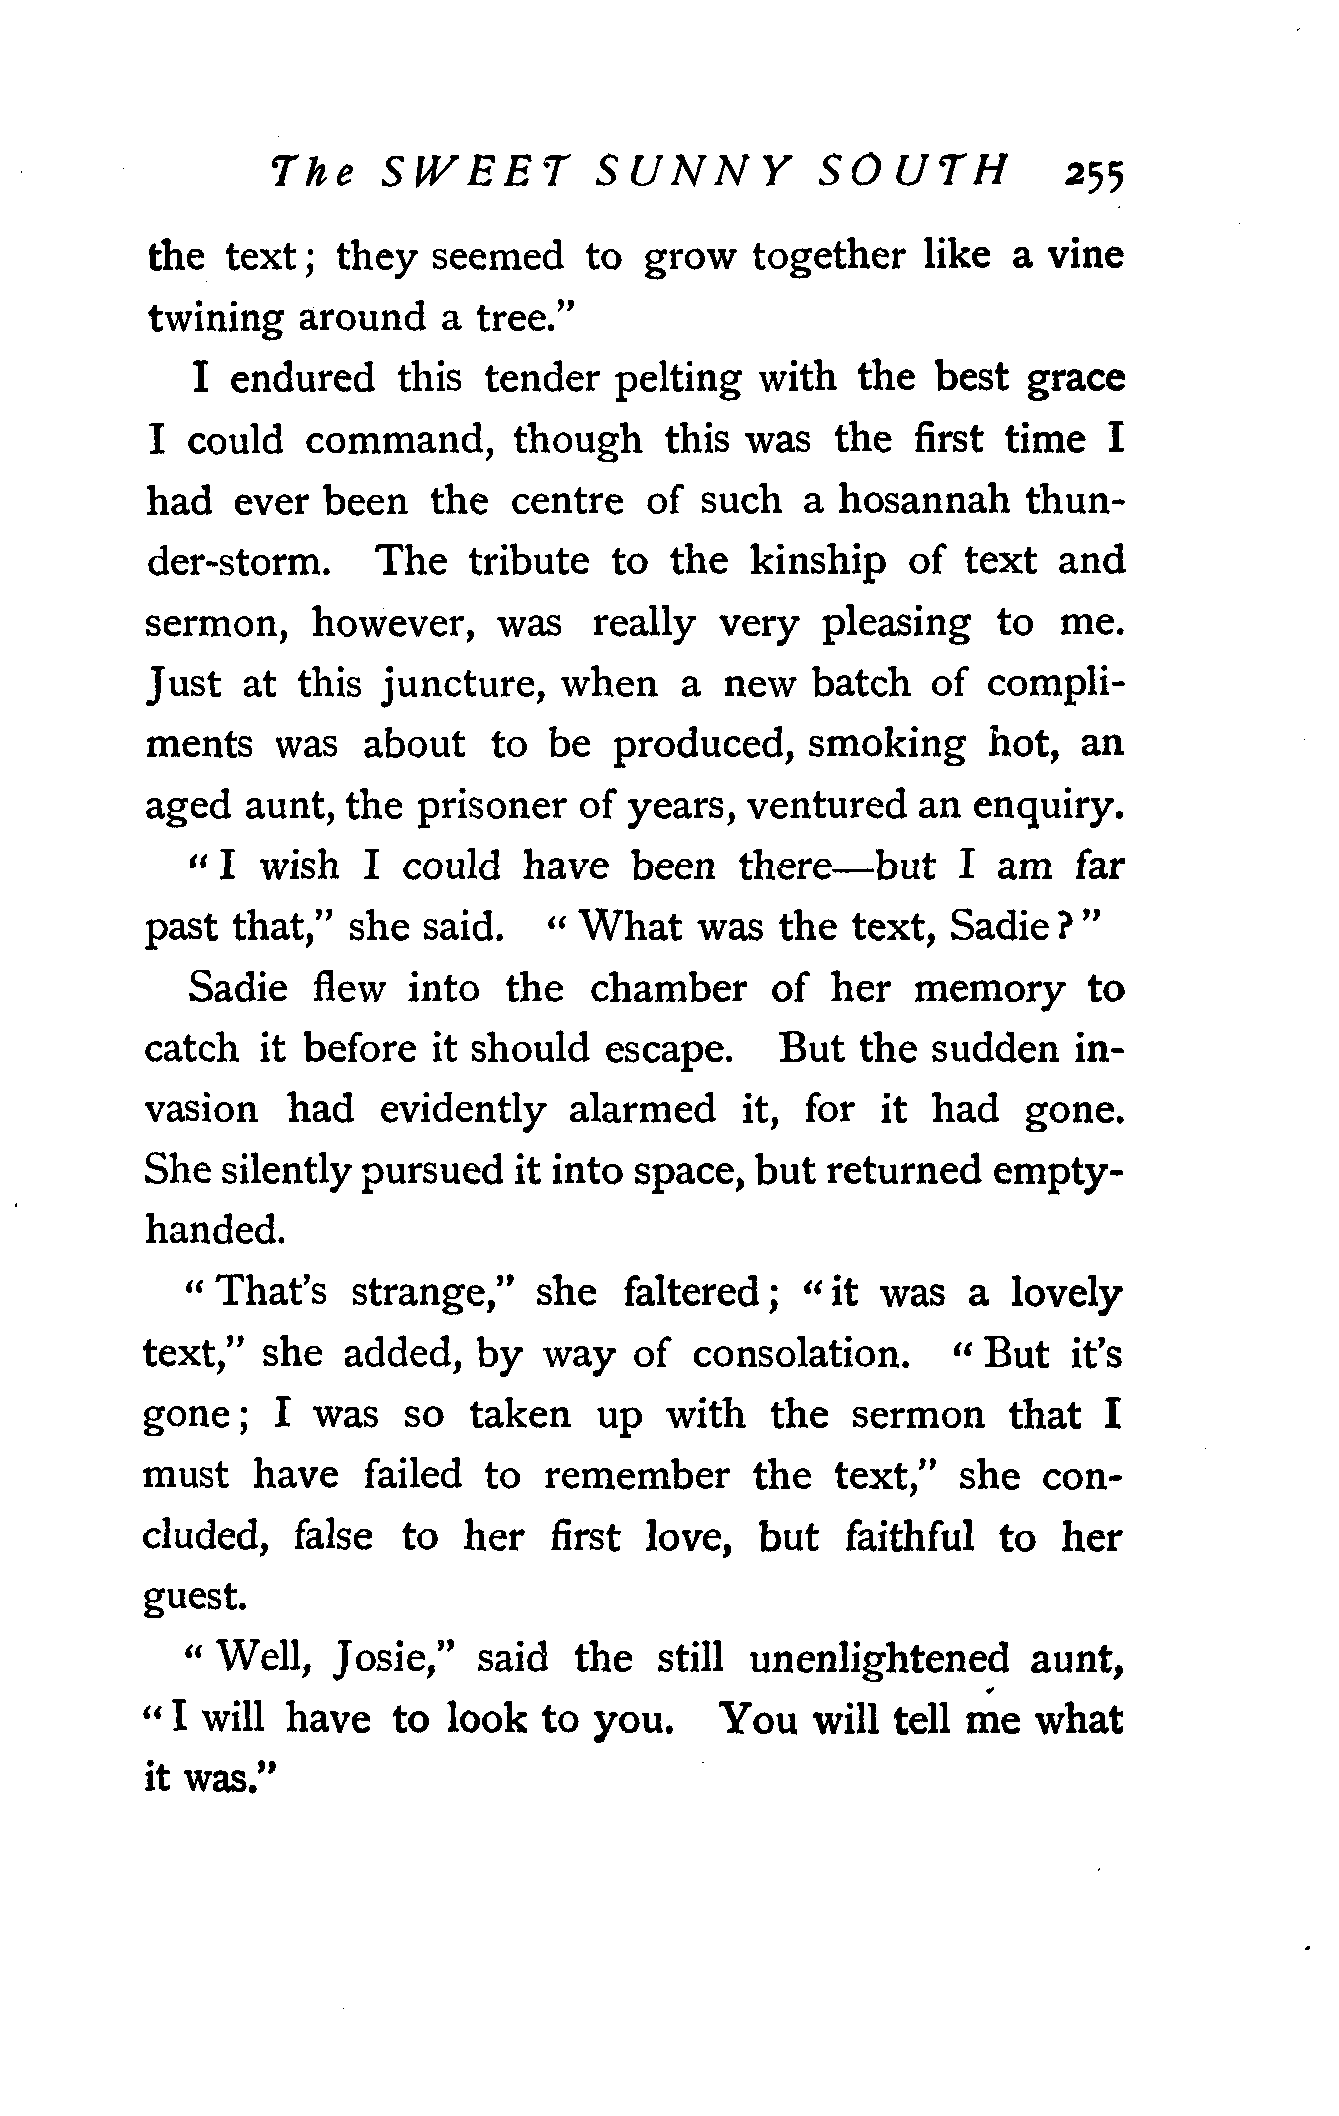 The SWEET SUNNY SOUTH 255
the text; they seemed to grow together like a vine
twining around a tree."
I endured this tender pelting with the best grace
I could command, though this was the first time I
had ever been the centre of such a hosannah thun-
der-storm. The tribute to the kinship of text and
sermon, however, was really very pleasing to me.
Just at this juncture, when a new batch of compli-
ments was about to be produced, smoking hot, an
aged aunt, the prisoner of years, ventured an enquiry.
"I wish I could have been there—but I am far
past that," she said. "What was the text, Sadie?"
Sadie flew into the chamber of her memory to
catch it before it should escape. But the sudden in-
vasion had evidently alarmed it, for it had gone.
She silently pursued it into space, but returned empty-
handed.
"That's strange," she faltered; "it was a lovely
text," she added, by way of consolation. "But it's
gone; I was so taken up with the sermon that I
must have failed to remember the text," she con-
cluded, false to her first love, but faithful to her
guest.
"Well, Josie," said the still unenlightened aunt,
"I will have to look to you. You will tell me what
it was."